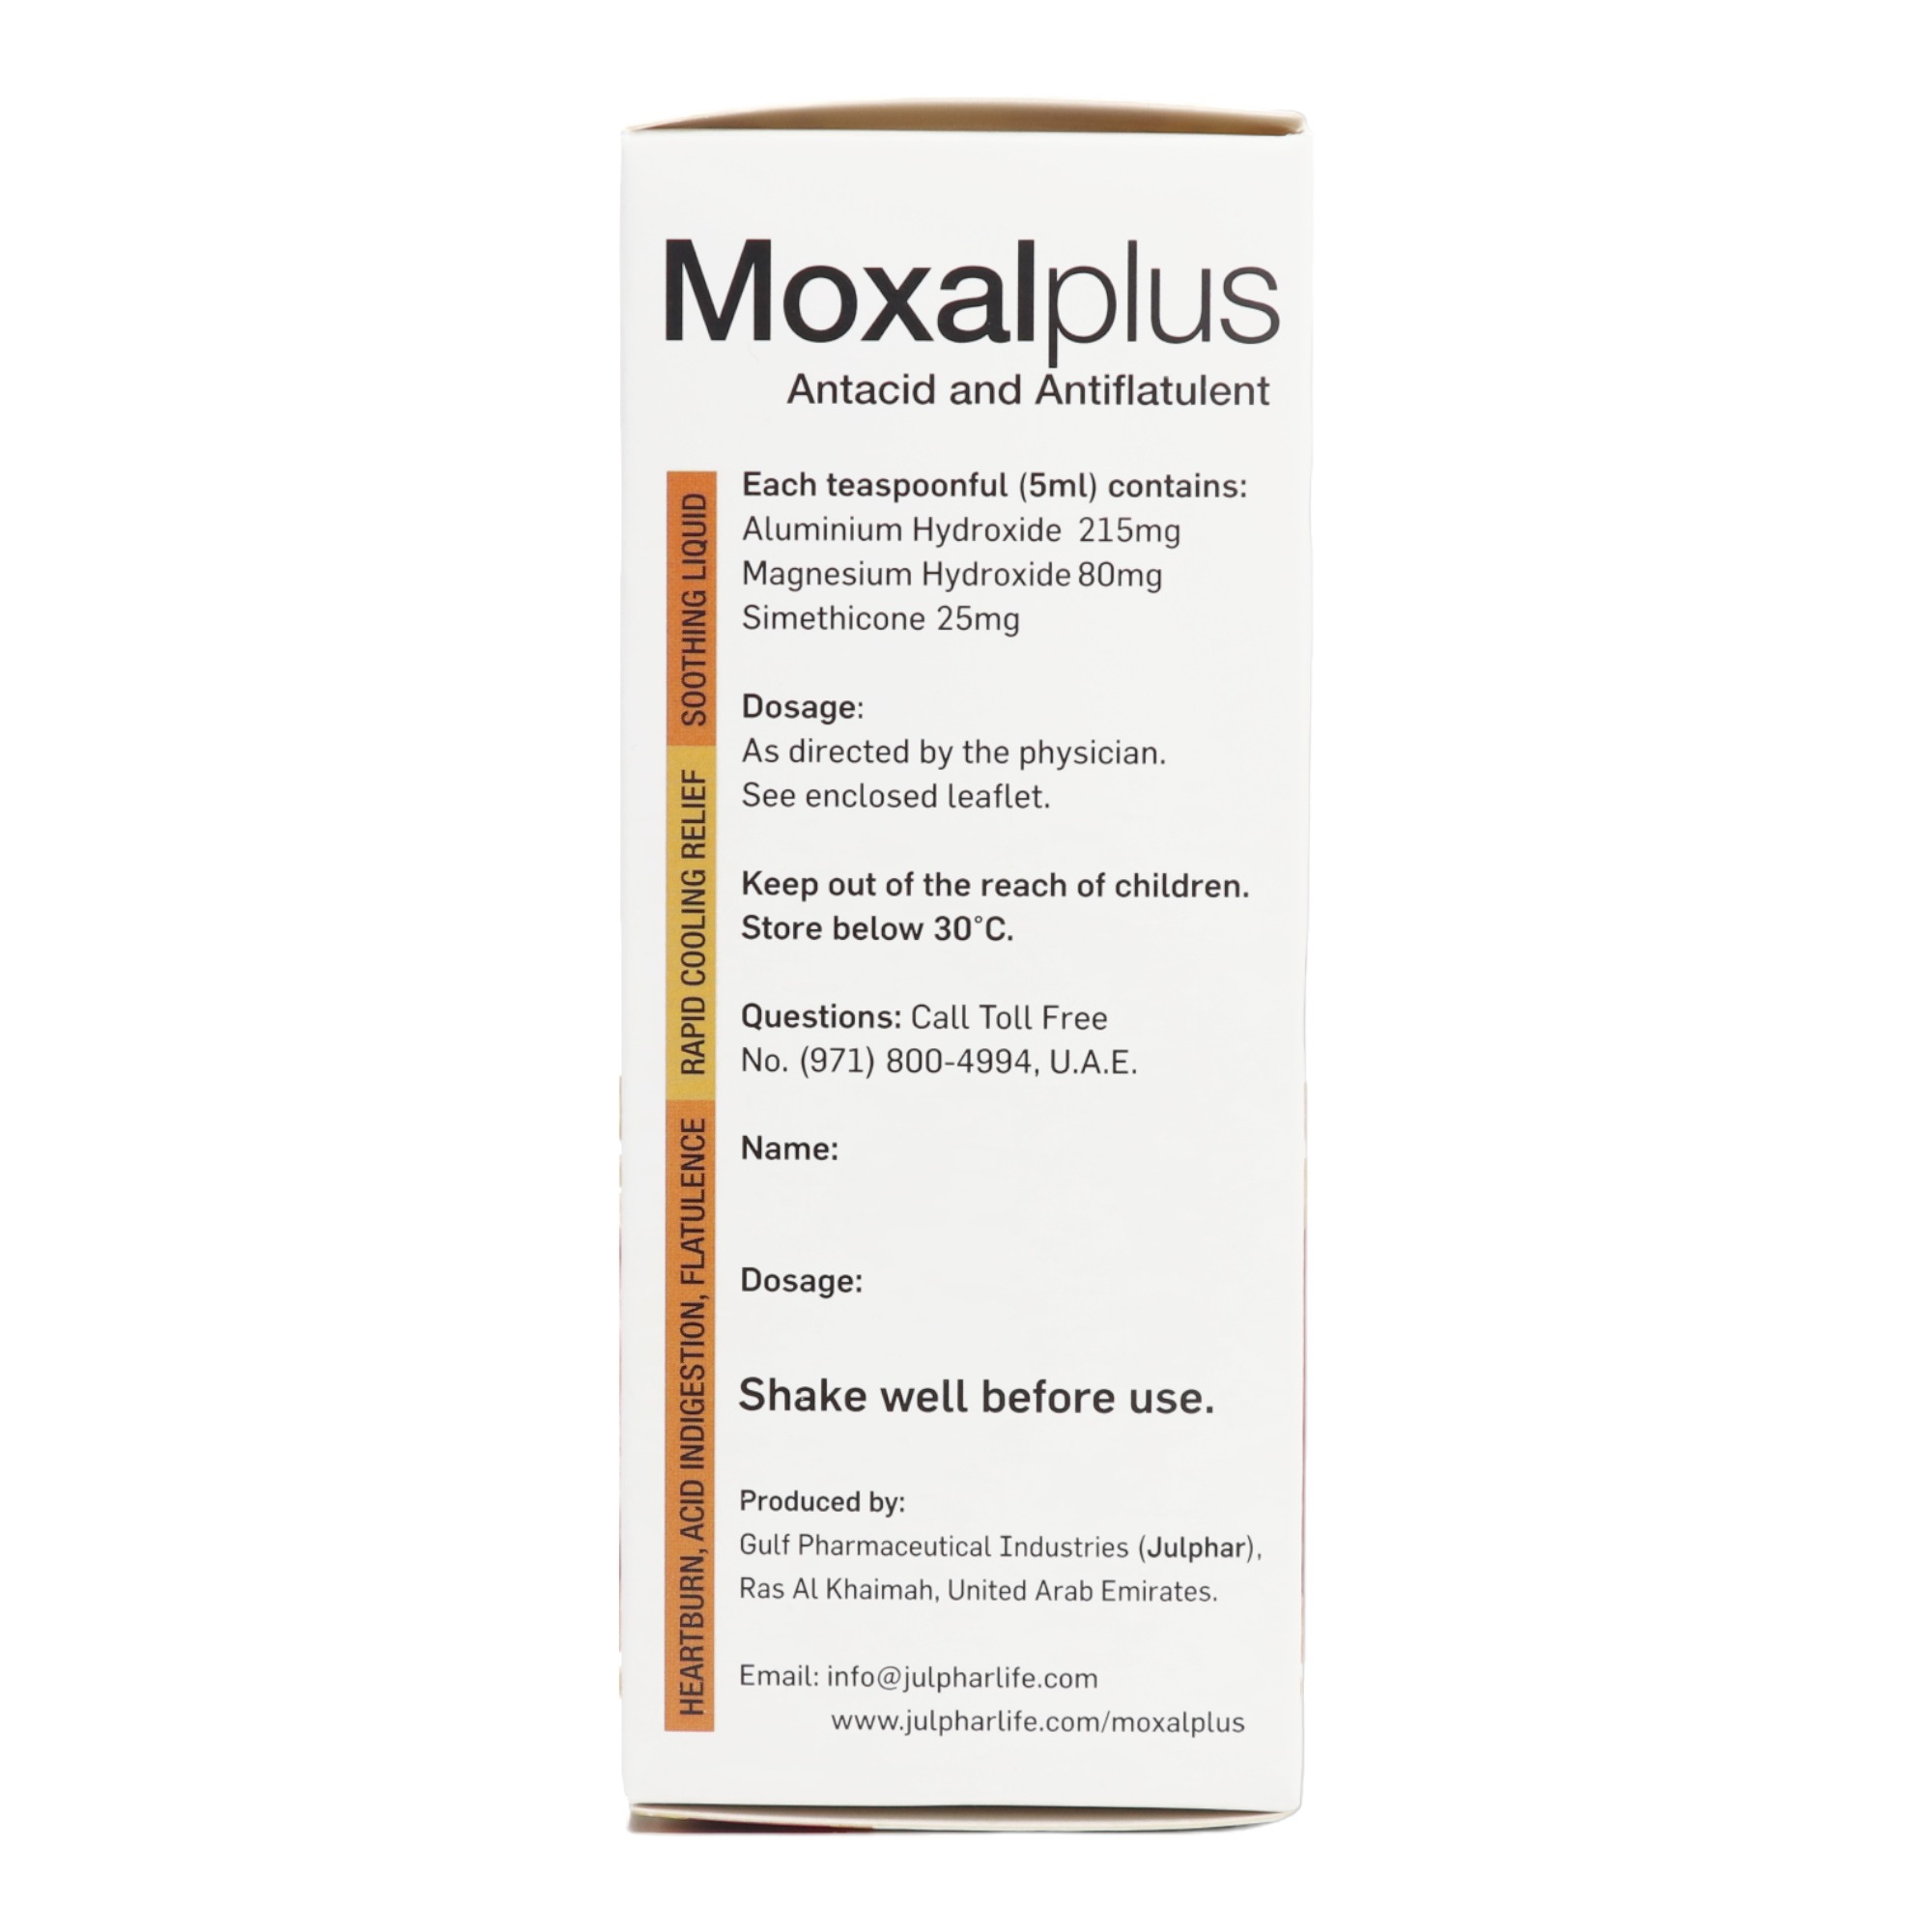 Moxalplus
Antacid and Antiflatulent
SOOTHING LIQUID
RAPID COOLING RELIEF
HEARTBURN, ACID INDIGESTION, FLATULENCE
Each teaspoonful (5ml) contains:
Aluminium Hydroxide 215mg
Magnesium Hydroxide 80mg
Simethicone 25mg
Dosage:
As directed by the physician.
See enclosed leaflet.
Keep out of the reach of children.
Store below 30°C.
Questions: Call Toll Free
No. (971) 800-4994, U.A.E.
Name:
Dosage:
Shake well before use.
Produced by:
Gulf Pharmaceutical Industries (Julphar),
Ras Al Khaimah, United Arab Emirates.
Email: info@julpharlife.com
www.julpharlife.com/moxalplus